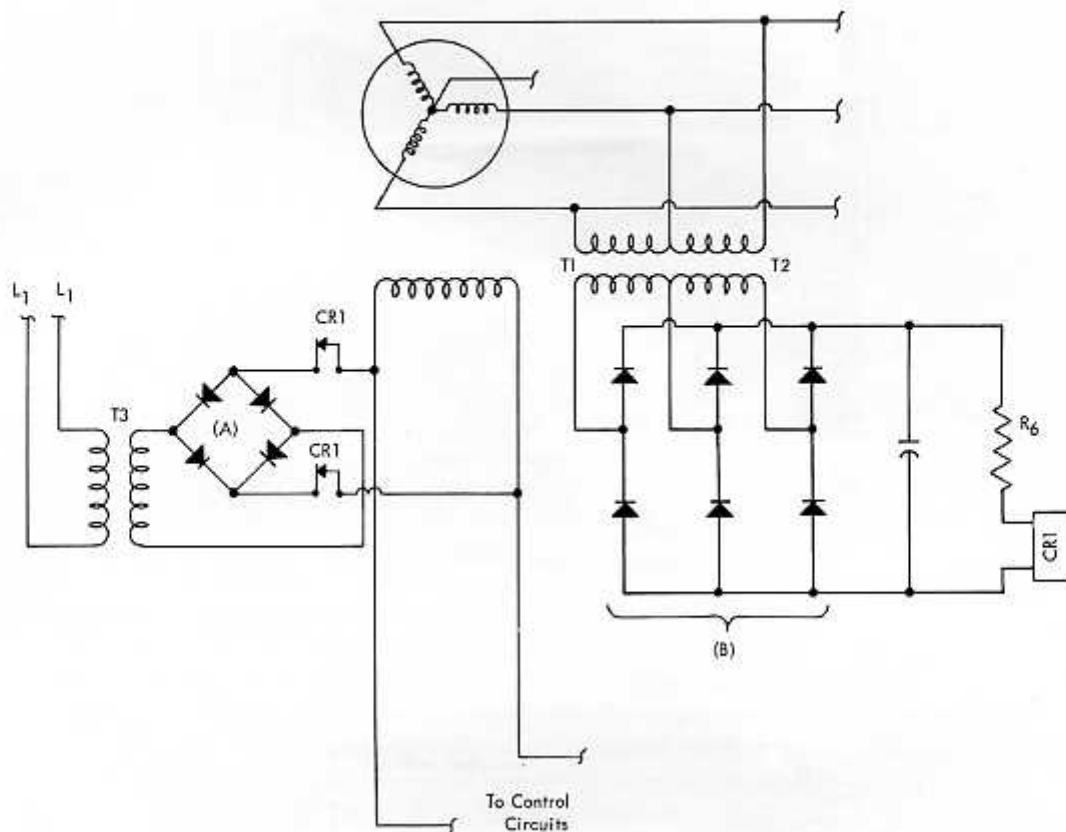 T1
T2
L1
L1
CR1
T3
(A)
CR1
R6
CR1
(B)
To Control
Circuits